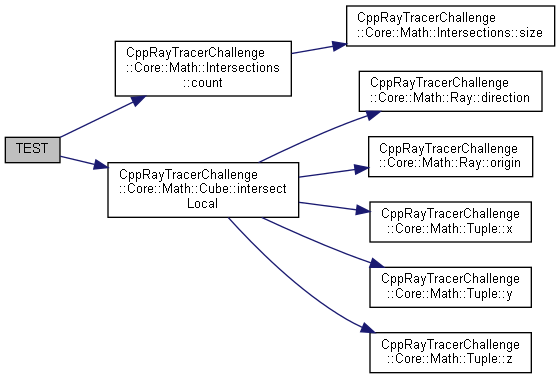 TEST
CppRayTracerChallenge
::Core::Math::Intersections
::count
CppRayTracerChallenge
::Core::Math::Intersections::size
CppRayTracerChallenge
::Core::Math::Cube::intersect
Local
CppRayTracerChallenge
::Core::Math::Ray::direction
CppRayTracerChallenge
::Core::Math::Ray::origin
CppRayTracerChallenge
::Core::Math::Tuple::x
CppRayTracerChallenge
::Core::Math::Tuple::y
CppRayTracerChallenge
::Core::Math::Tuple::z